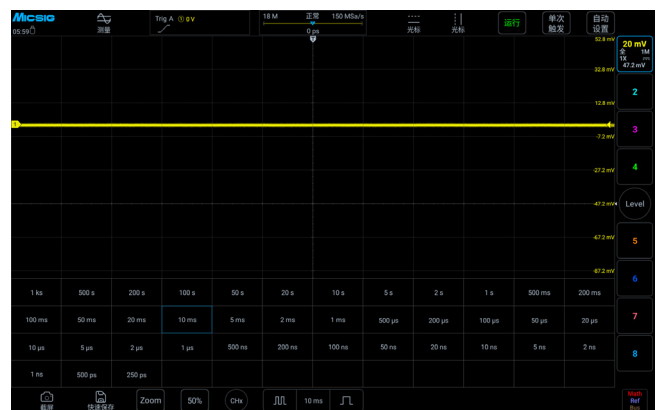 Micsig
05:59
测量
Trig A ① 0 V
18 M 正常 150 MSa/s
0 ps
光标
光标
运行
单次
触发
自动
设置
T
52.8 mV
32.8 mV
12.8 mV
-7.2 mV
-27.2 mV
-47.2 mV
-67.2 mV
-87.2 mV
1
20 mV
全 1M
1X
47.2 mV
2
3
4
Level
5
6
7
8
1 ks 500 s 200 s 100 s 50 s 20 s 10 s 5 s 2 s 1 s 500 ms 200 ms
100 ms 50 ms 20 ms 10 ms 5 ms 2 ms 1 ms 500 μs 200 μs 100 μs 50 μs 20 μs
10 μs 5 μs 2 μs 1 μs 500 ns 200 ns 100 ns 50 ns 20 ns 10 ns 5 ns 2 ns
1 ns 500 ps 250 ps
截屏
快速保存
Zoom
50%
CHx
10 ms
Math
Ref
Bus